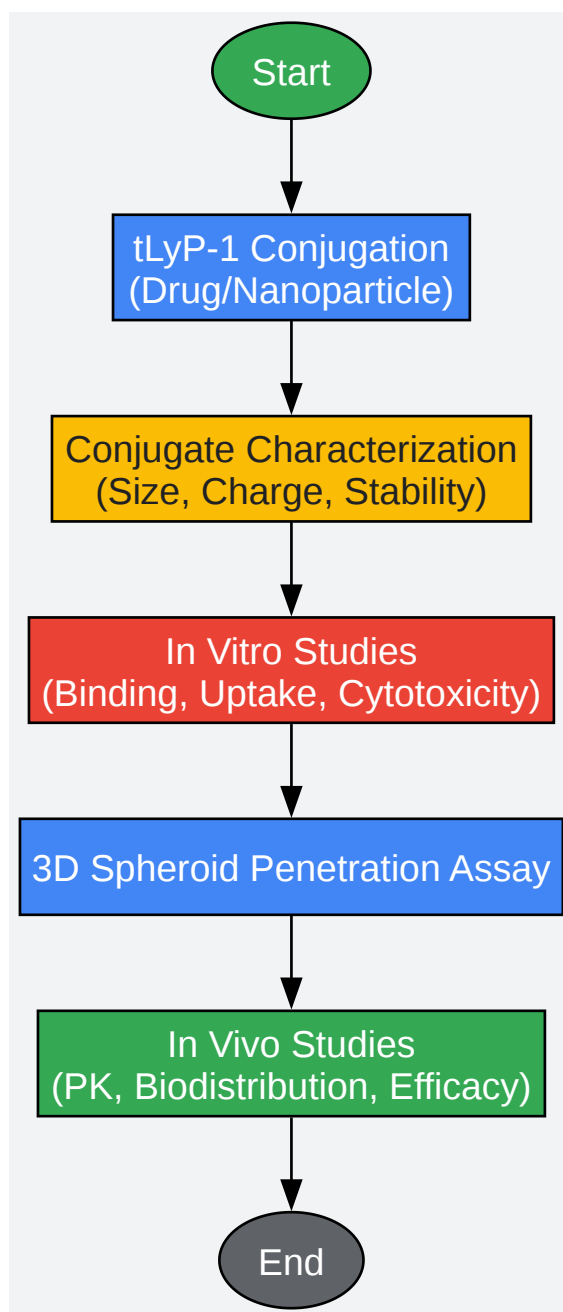 Start
tLyP-1 Conjugation
(Drug/Nanoparticle)
Conjugate Characterization
(Size, Charge, Stability)
In Vitro Studies
(Binding, Uptake, Cytotoxicity)
3D Spheroid Penetration Assay
In Vivo Studies
(PK, Biodistribution, Efficacy)
End